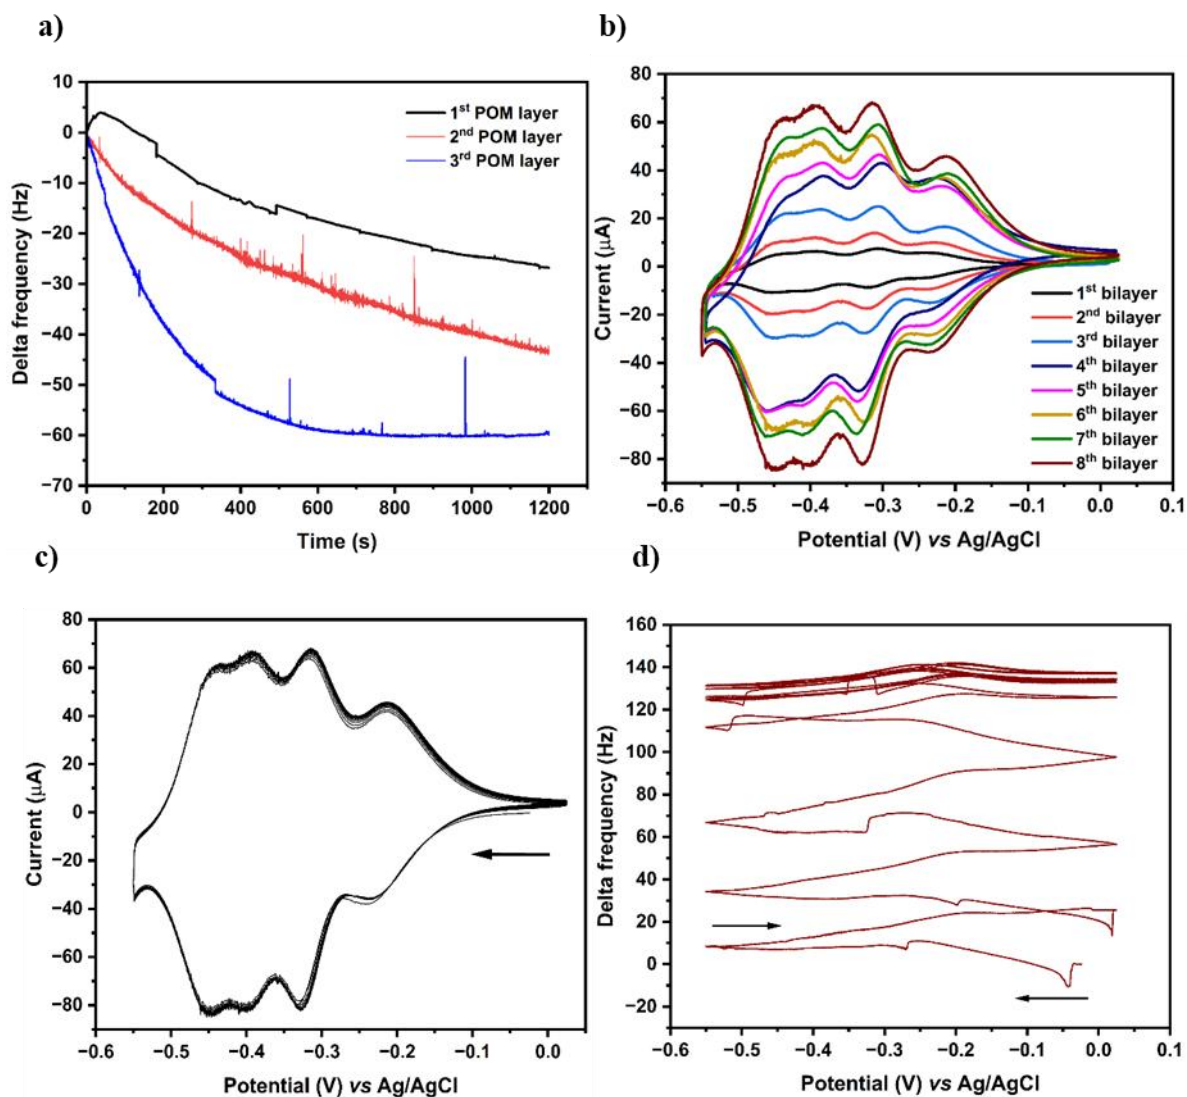 a)
10
0
−10
−20
−30
−40
−50
−60
−70
Delta frequency (Hz)
0 200 400 600 800 1000 1200
Time (s)
1st POM layer
2nd POM layer
3rd POM layer
b)
80
60
40
20
0
−20
−40
−60
−80
Current (µA)
−0.6 −0.5 −0.4 −0.3 −0.2 −0.1 0.0 0.1
Potential (V) vs Ag/AgCl
1st bilayer
2nd bilayer
3rd bilayer
4th bilayer
5th bilayer
6th bilayer
7th bilayer
8th bilayer
c)
80
60
40
20
0
−20
−40
−60
−80
Current (µA)
−0.6 −0.5 −0.4 −0.3 −0.2 −0.1 0.0
Potential (V) vs Ag/AgCl
d)
160
140
120
100
80
60
40
20
0
−20
Delta frequency (Hz)
−0.6 −0.5 −0.4 −0.3 −0.2 −0.1 0.0 0.1
Potential (V) vs Ag/AgCl